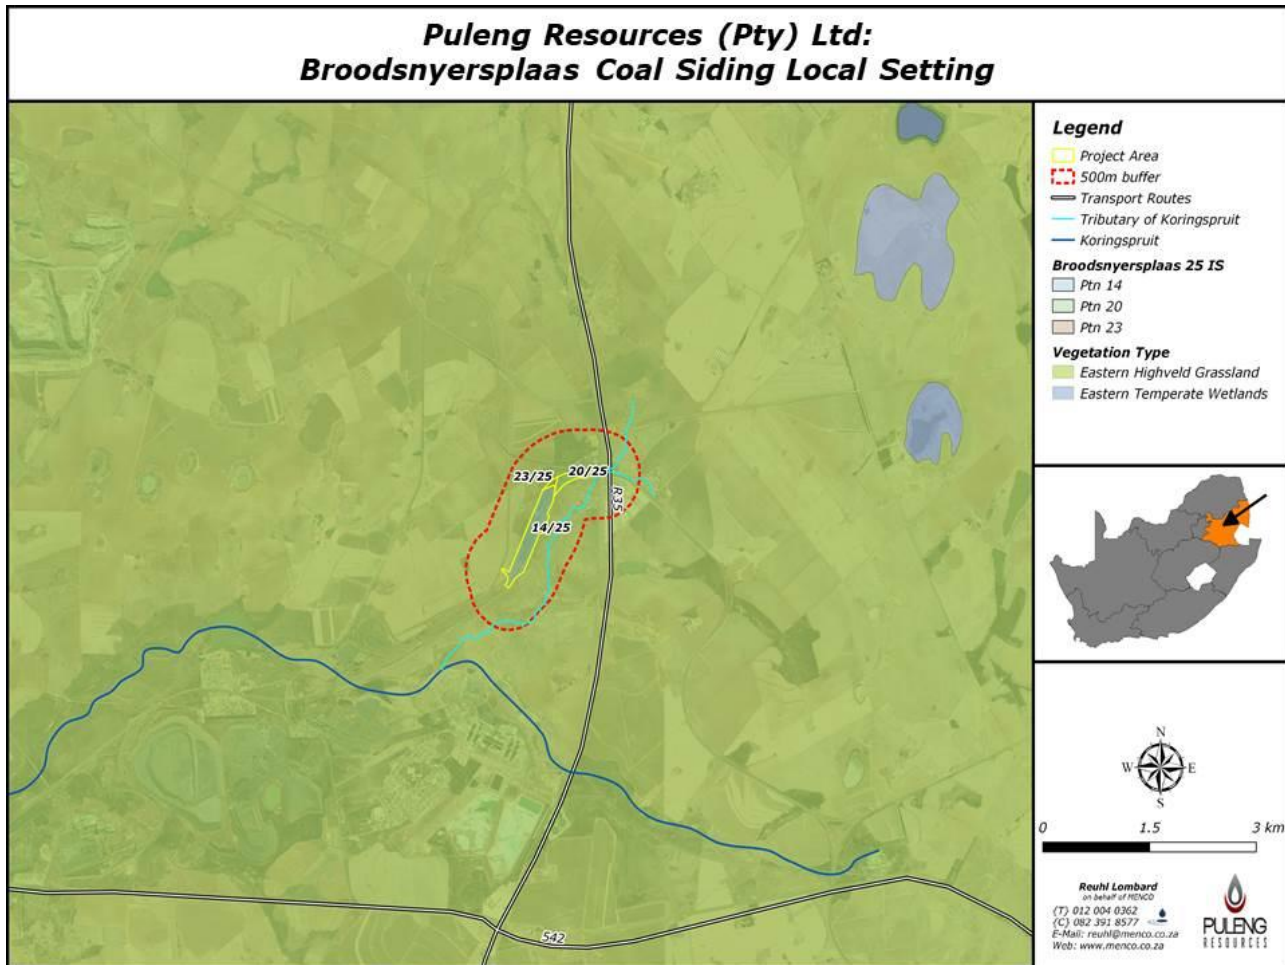 Puleng Resources (Pty) Ltd:
Broodsnyersplaas Coal Siding Local Setting
23/25
20/25
R35
14/25
542
Legend
Project Area
500m buffer
Transport Routes
Tributary of Koringspruit
Koringspruit
Broodsnyersplaas 25 IS
Ptn 14
Ptn 20
Ptn 23
Vegetation Type
Eastern Highveld Grassland
Eastern Temperate Wetlands
N
W E
S
0 1.5 3 km
Reuhl Lombard
on behalf of MENCO
(T) 012 004 0362
(C) 082 391 8577
E-Mail: reuhl@menco.co.za
Web: www.menco.co.za
PULENG
RESOURCES